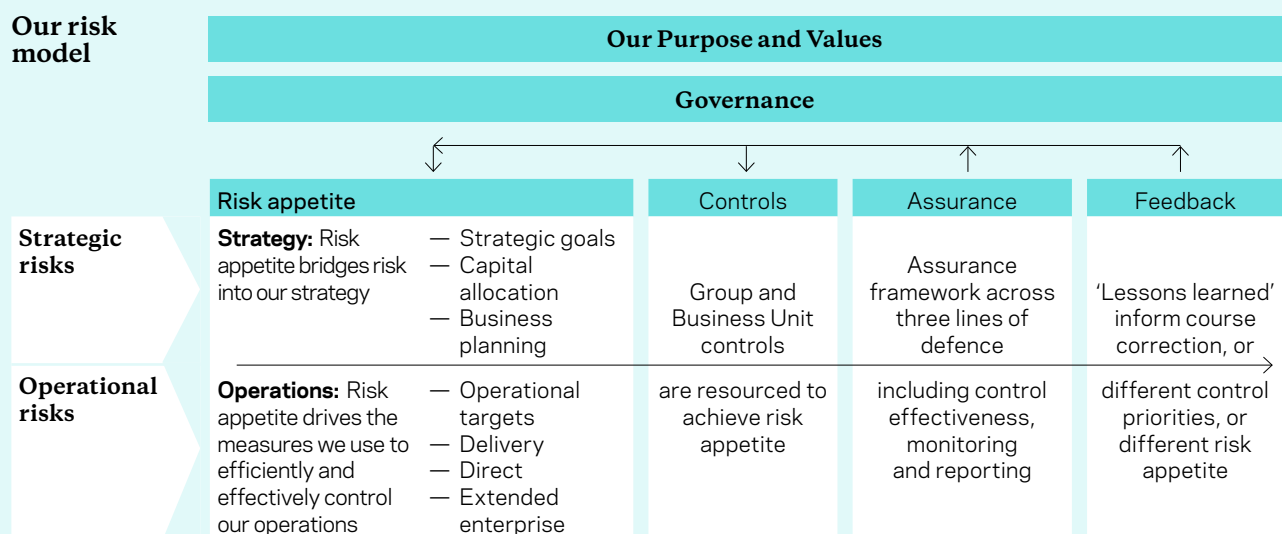 Our risk
model
Our Purpose and Values
Governance
Risk appetite
Controls
Assurance
Feedback
Strategic
risks
Strategy: Risk
appetite bridges risk
into our strategy
— Strategic goals
— Capital
allocation
— Business
planning
Group and
Business Unit
controls
Assurance
framework across
three lines of
defence
‘Lessons learned’
inform course
correction, or
Operational
risks
Operations: Risk
appetite drives the
measures we use to
efficiently and
effectively control
our operations
— Operational
targets
— Delivery
— Direct
— Extended
enterprise
are resourced to
achieve risk
appetite
including control
effectiveness,
monitoring
and reporting
different control
priorities, or
different risk
appetite